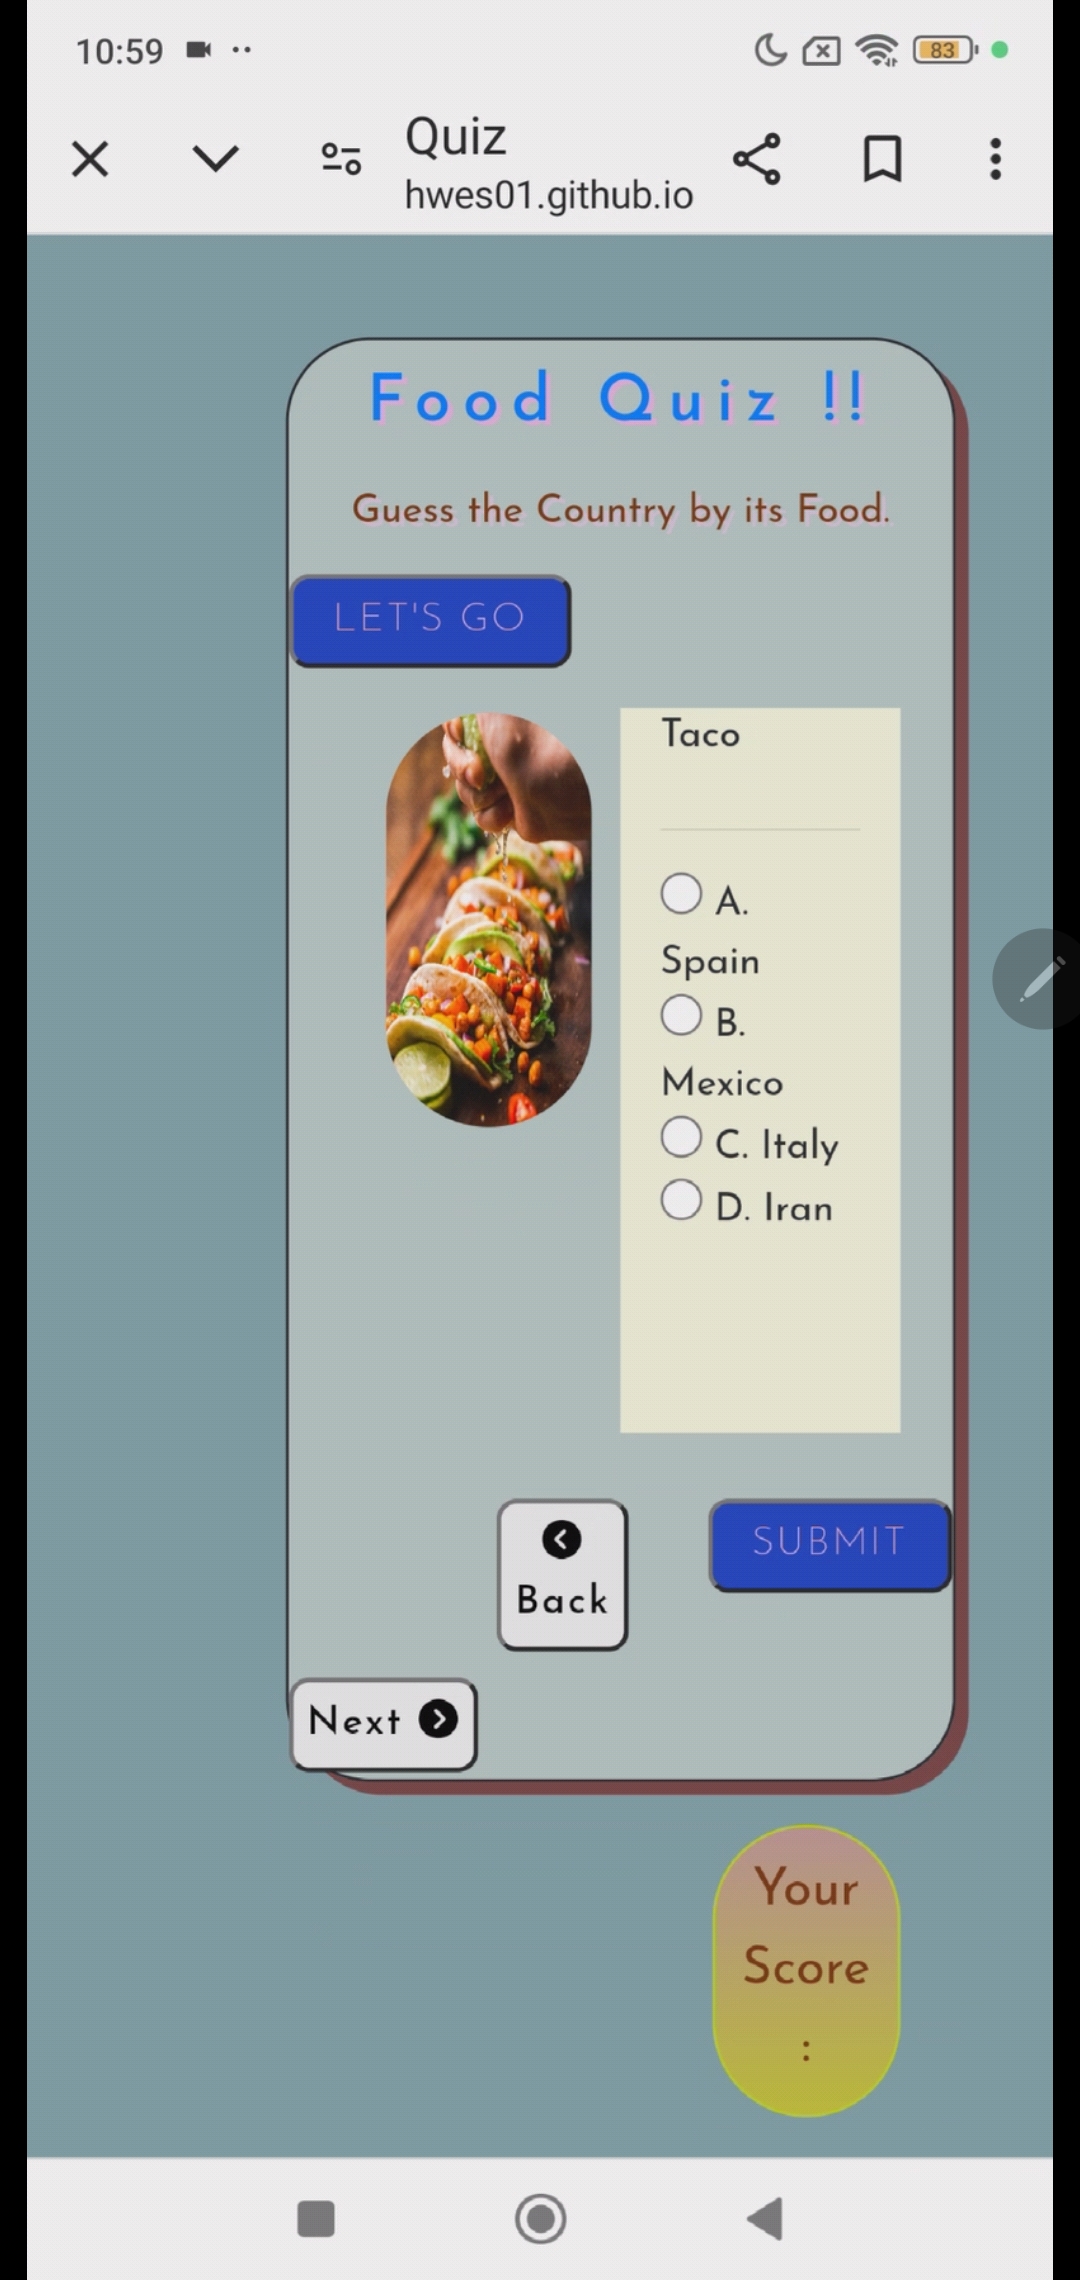 10:59
83
Quiz
hwes01.github.io
Food Quiz !!
Guess the Country by its Food.
LET'S GO
Taco
A.
Spain
B.
Mexico
C. Italy
D. Iran
Back
SUBMIT
Next
Your
Score
: